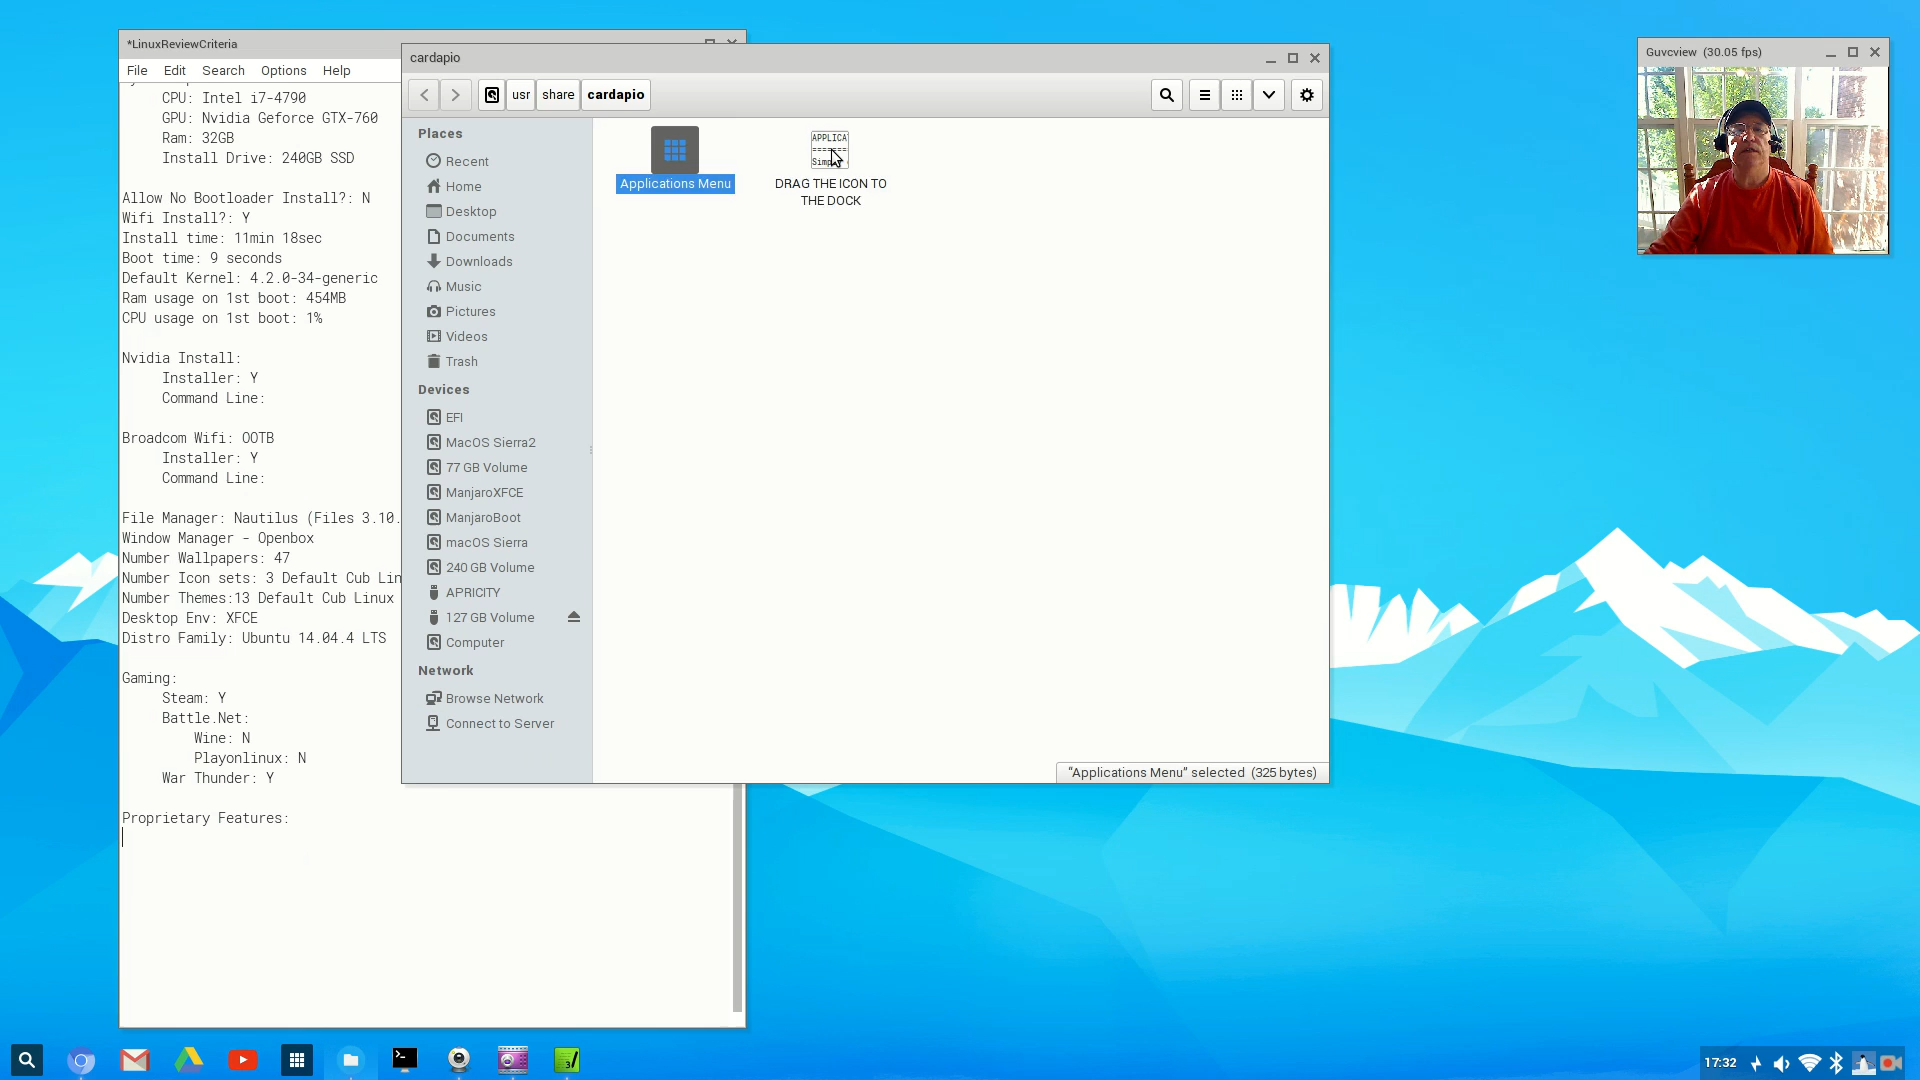 *LinuxReviewCriteria
File Edit Search Options Help
CPU: Intel i7-4790
GPU: Nvidia Geforce GTX-760
Ram: 32GB
Install Drive: 240GB SSD
Allow No Bootloader Install?: N
Wifi Install?: Y
Install time: 11min 18sec
Boot time: 9 seconds
Default Kernel: 4.2.0-34-generic
Ram usage on 1st boot: 454MB
CPU usage on 1st boot: 1%
Nvidia Install:
Installer: Y
Command Line:
Broadcom Wifi: OOTB
Installer: Y
Command Line:
File Manager: Nautilus (Files 3.10.
Window Manager - Openbox
Number Wallpapers: 47
Number Icon sets: 3 Default Cub Lin
Number Themes:13 Default Cub Linux
Desktop Env: XFCE
Distro Family: Ubuntu 14.04.4 LTS
Gaming:
Steam: Y
Battle.Net:
Wine: N
Playonlinux: N
War Thunder: Y
Proprietary Features:
cardapio
usr share cardapio
Places
Recent
Home
Desktop
Documents
Downloads
Music
Pictures
Videos
Trash
Devices
EFI
MacOS Sierra2
77 GB Volume
ManjaroXFCE
ManjaroBoot
macOS Sierra
240 GB Volume
APRICITY
127 GB Volume
Computer
Network
Browse Network
Connect to Server
Applications Menu
APPLICA
=======
DRAG THE ICON TO
THE DOCK
"Applications Menu" selected (325 bytes)
Guvcview (30.05 fps)
17:32